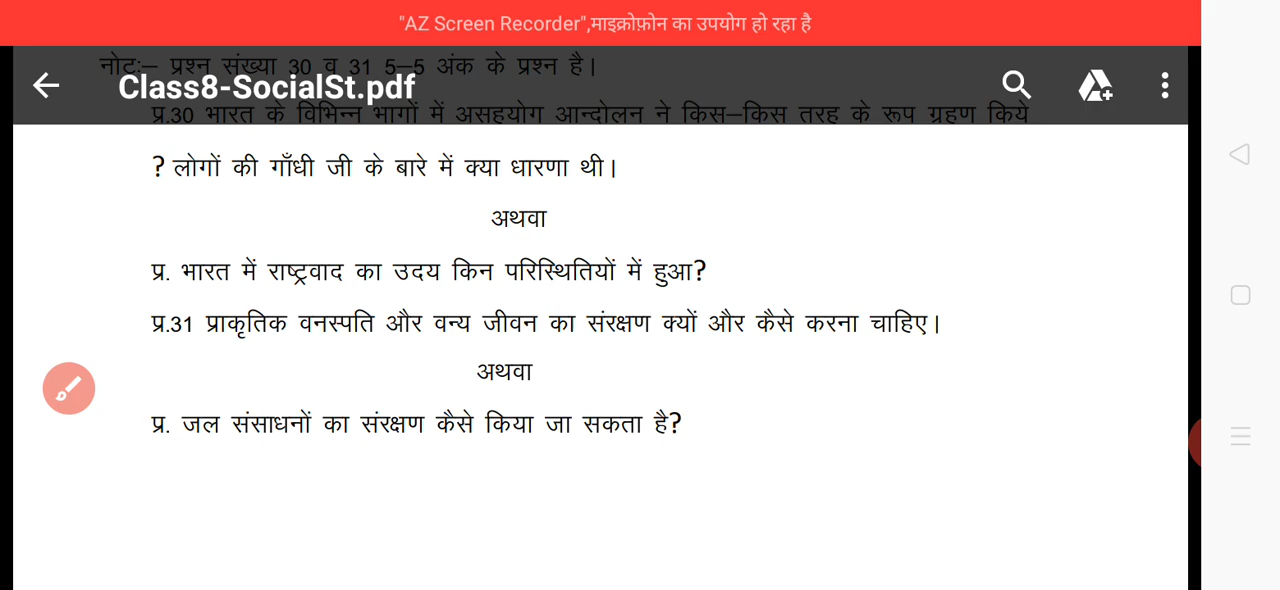 "AZ Screen Recorder",माइक्रोफ़ोन का उपयोग हो रहा है
नोटः– प्रश्न संख्या 30 व 31 5–5 अंक के प्रश्न है।
Class8-SocialSt.pdf
प्र.30 भारत के विभिन्न भागों में असहयोग आन्दोलन ने किस–किस तरह के रूप ग्रहण किये
? लोगों की गाँधी जी के बारे में क्या धारणा थी।
अथवा
प्र. भारत में राष्ट्रवाद का उदय किन परिस्थितियों में हुआ?
प्र.31 प्राकृतिक वनस्पति और वन्य जीवन का संरक्षण क्यों और कैसे करना चाहिए।
अथवा
प्र. जल संसाधनों का संरक्षण कैसे किया जा सकता है?